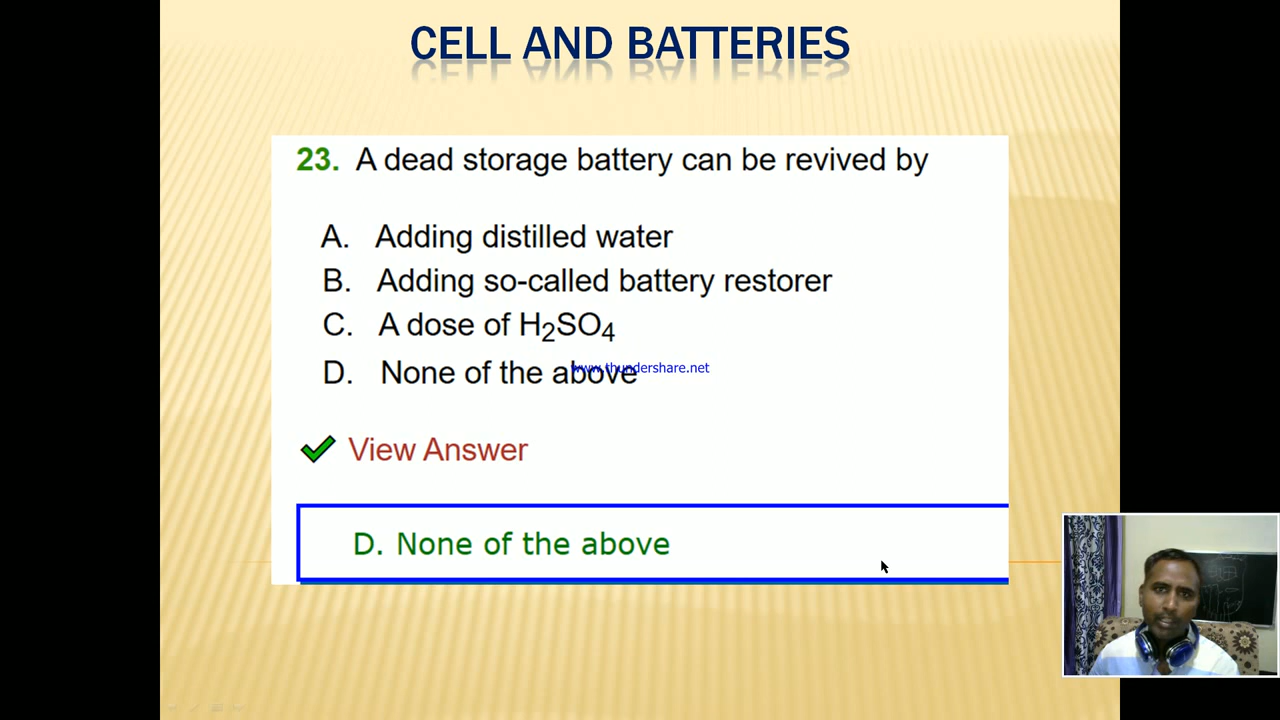 CELL AND BATTERIES
23. A dead storage battery can be revived by
A. Adding distilled water
B. Adding so-called battery restorer
C. A dose of H₂SO₄
D. None of the above
www.thundershare.net
View Answer
D. None of the above